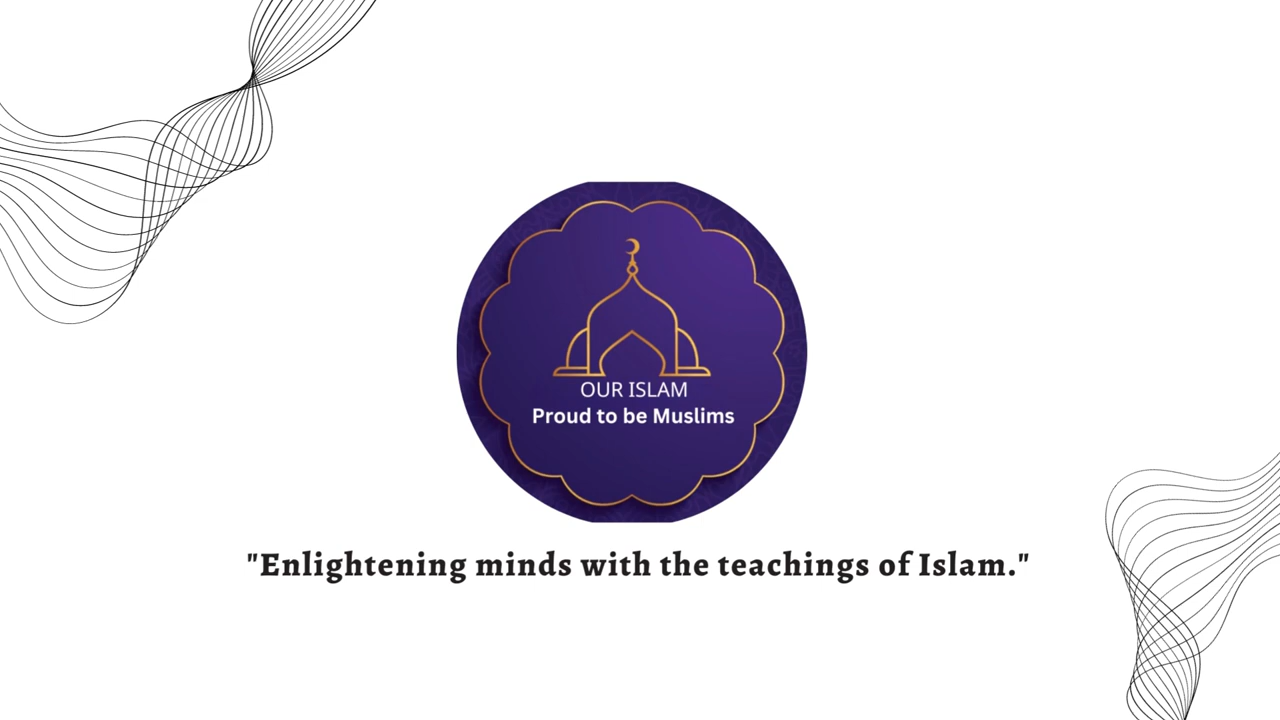 OUR ISLAM
Proud to be Muslims
"Enlightening minds with the teachings of Islam."